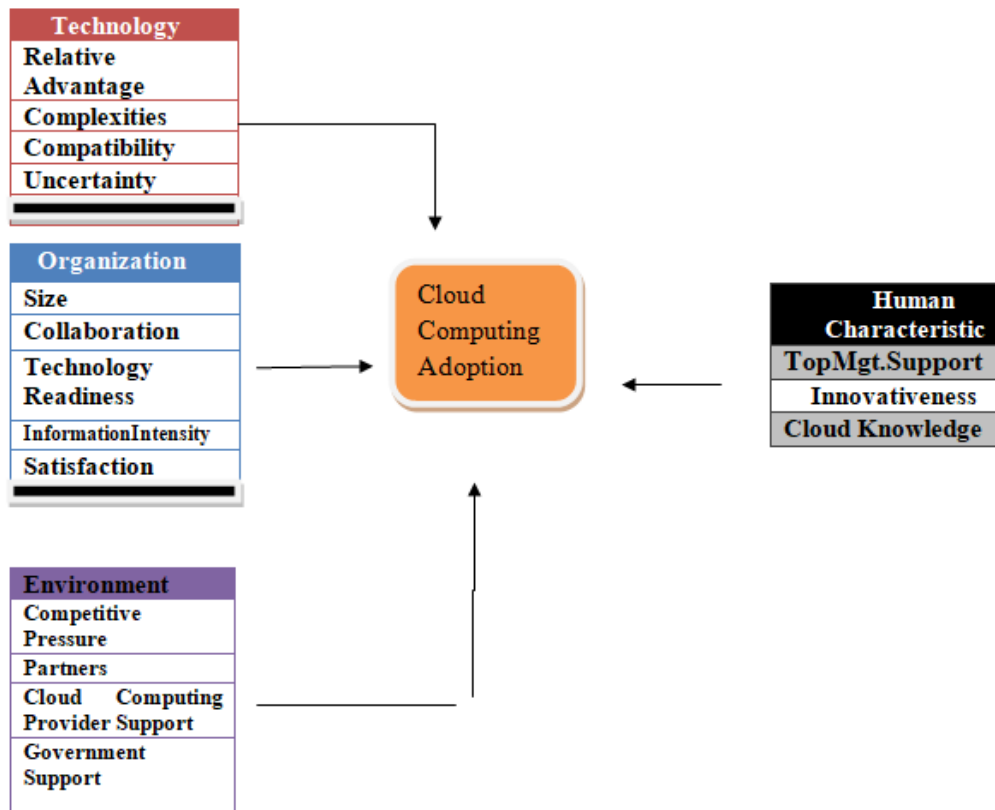 Technology
Relative
Advantage
Complexities
Compatibility
Uncertainty
Organization
Size
Collaboration
Technology
Readiness
InformationIntensity
Satisfaction
Environment
Competitive
Pressure
Partners
Cloud Computing
Provider Support
Government
Support
Cloud
Computing
Adoption
Human
Characteristic
TopMgt.Support
Innovativeness
Cloud Knowledge